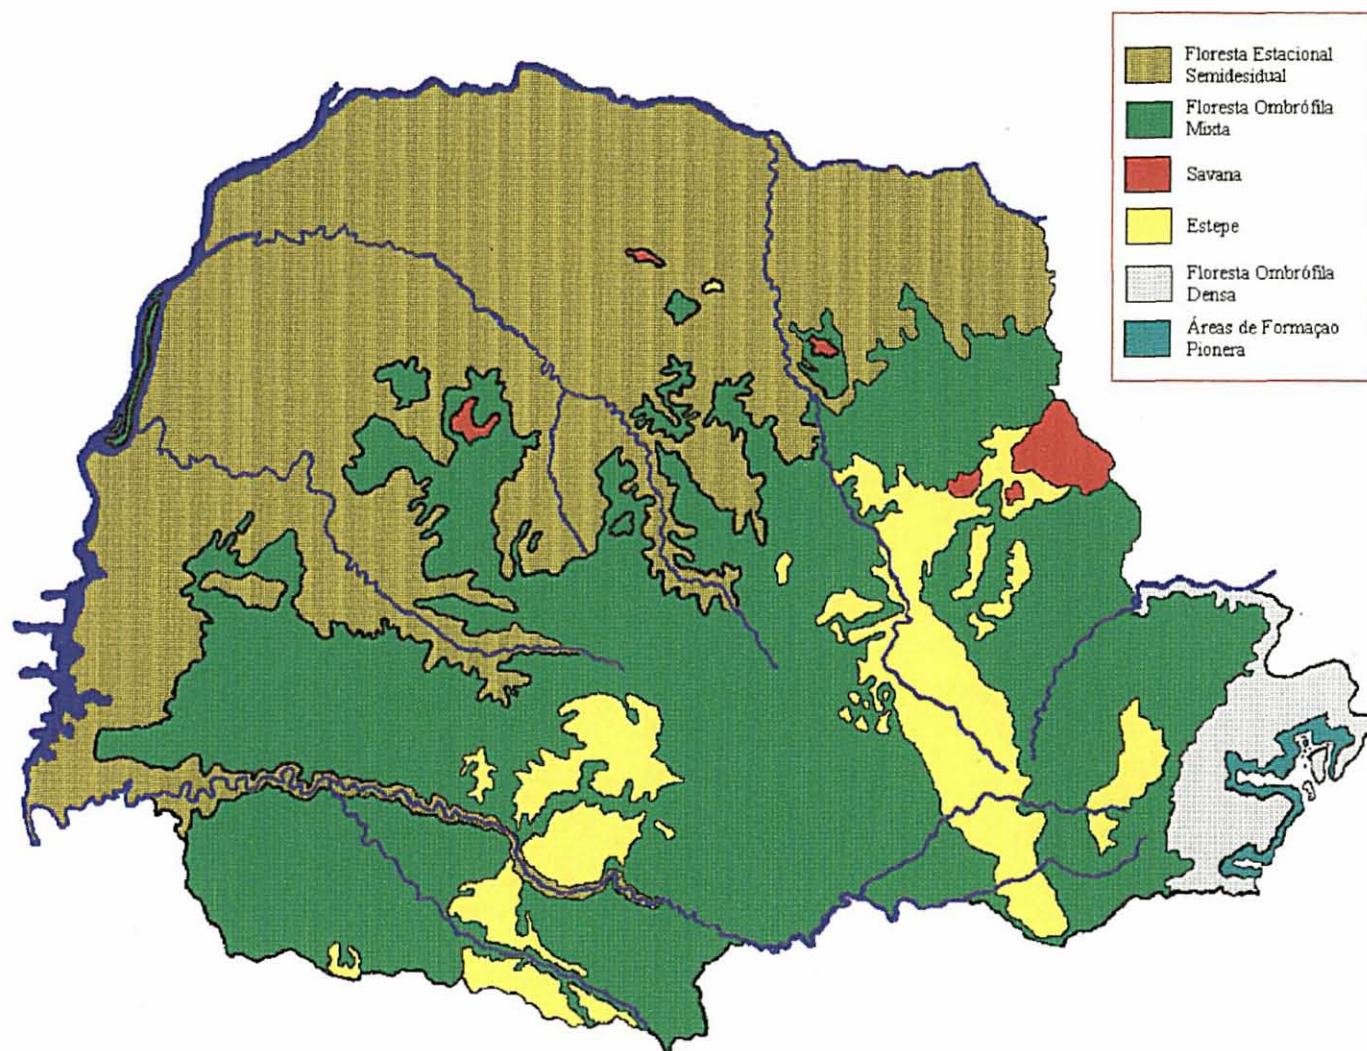 Floresta Estacional
Semidesidual
Floresta Ombrófila
Mixta
Savana
Estepe
Floresta Ombrófila
Densa
Áreas de Formaçao
Pionera